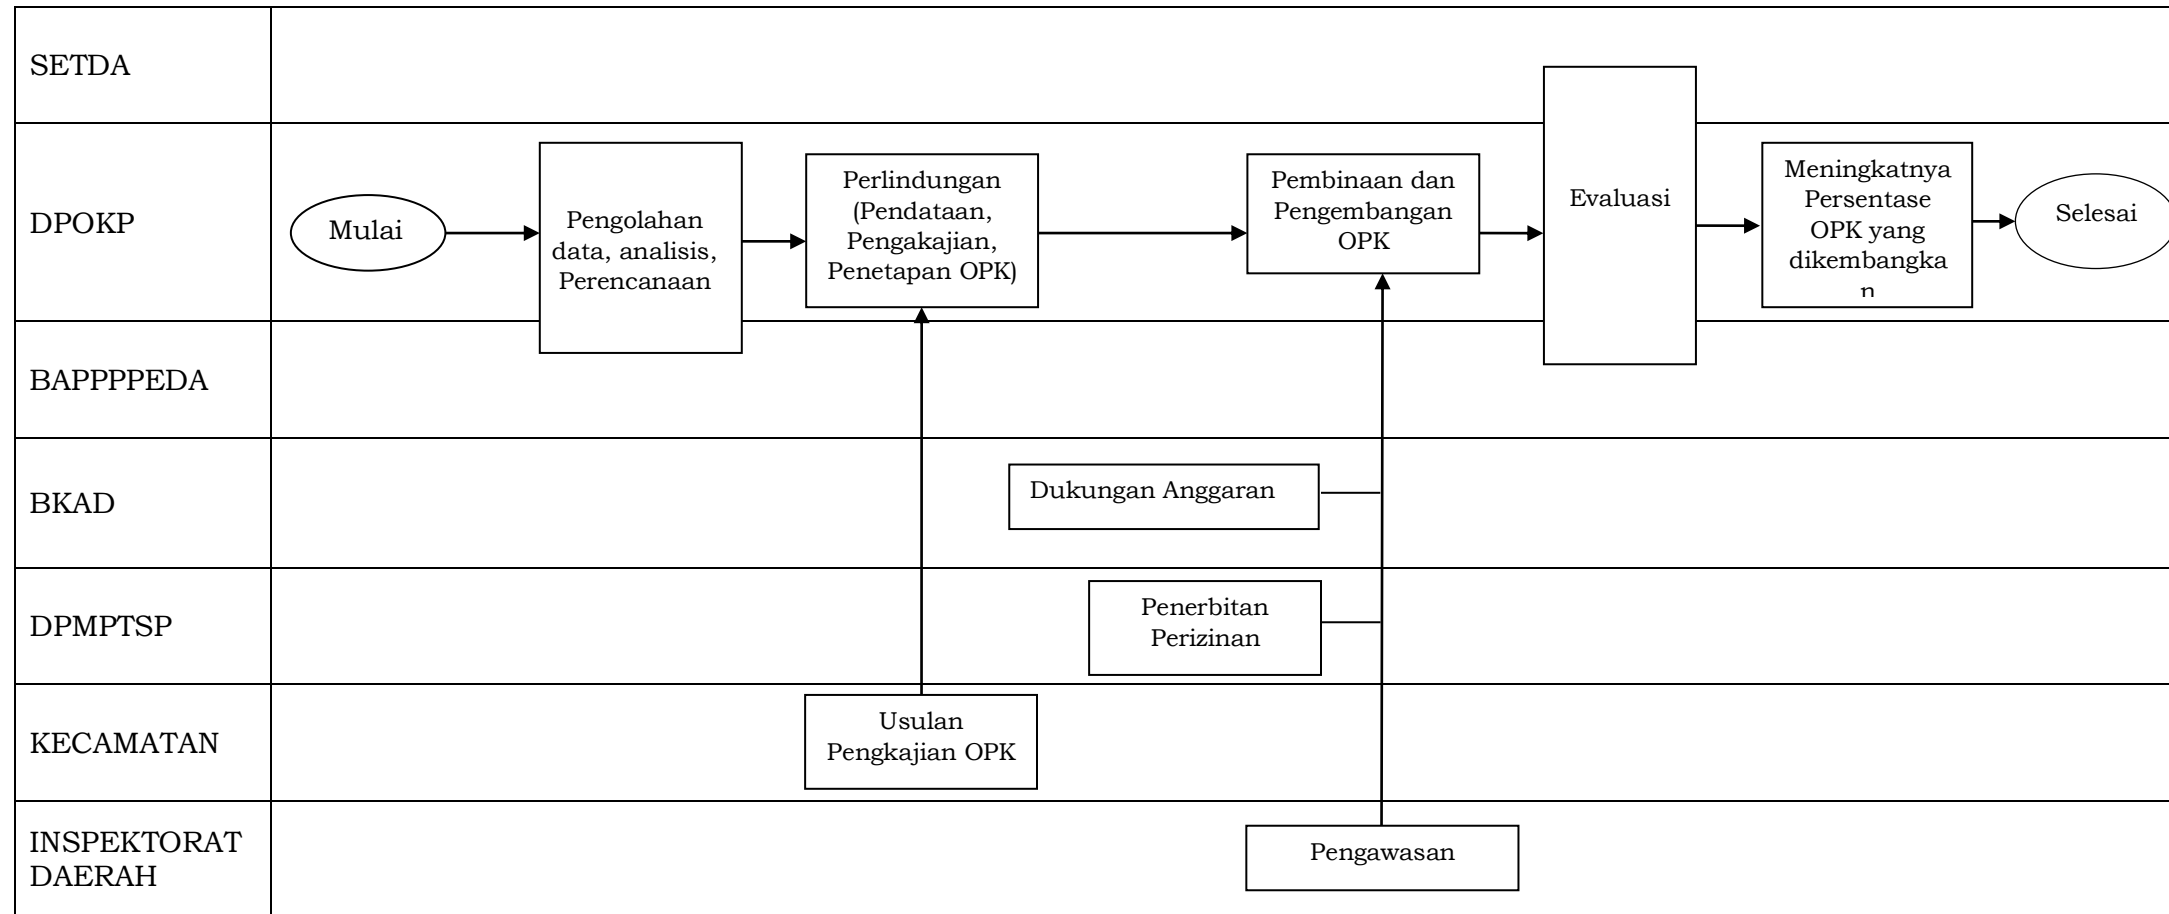 SETDA
DPOKP
Mulai
Pengolahan
data, analisis,
Perencanaan
Perlindungan
(Pendataan,
Pengakajian,
Penetapan OPK)
Pembinaan dan
Pengembangan
OPK
Evaluasi
Meningkatnya
Persentase
OPK yang
dikembangka
n
Selesai
BAPPPPEDA
BKAD
Dukungan Anggaran
DPMPTSP
Penerbitan
Perizinan
KECAMATAN
Usulan
Pengkajian OPK
INSPEKTORAT
DAERAH
Pengawasan